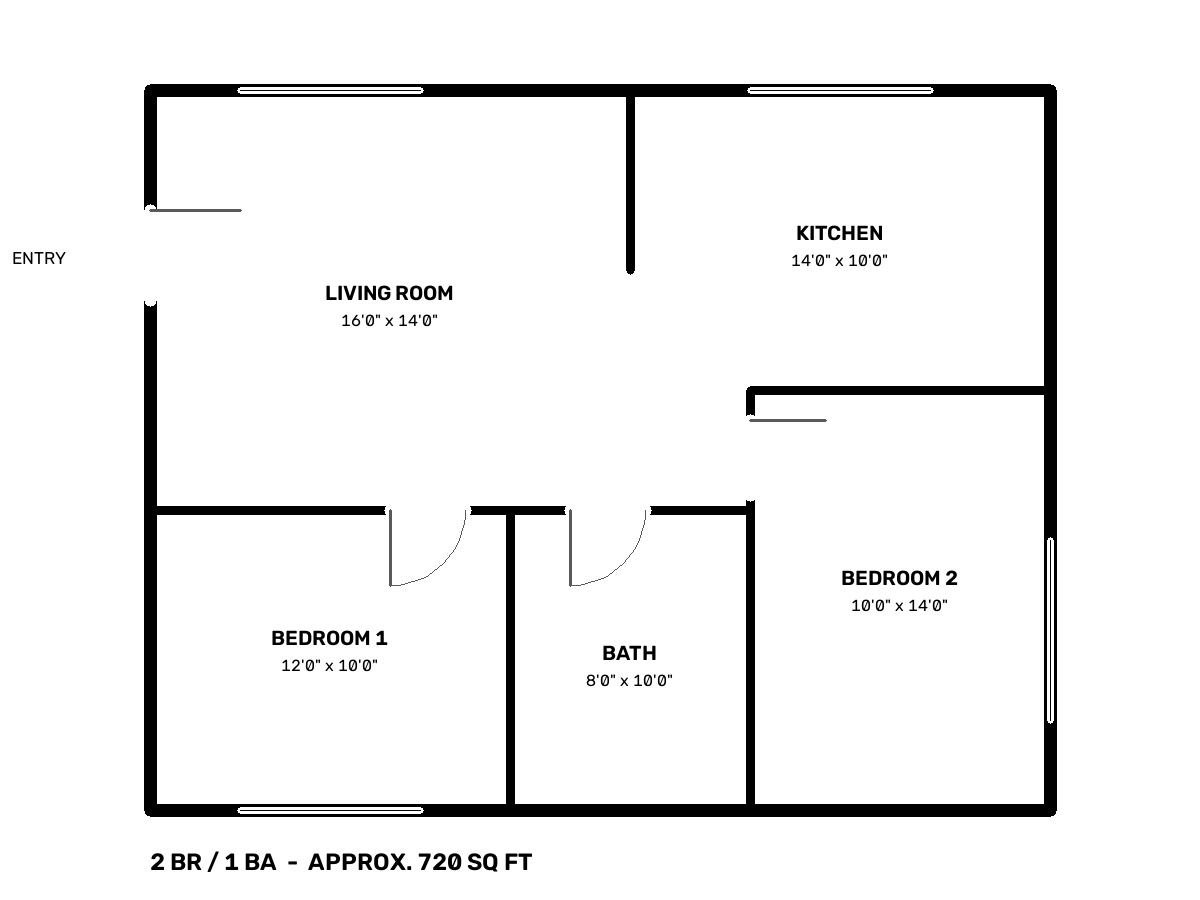 KITCHEN
14'0" x 10'0"
ENTRY
LIVING ROOM
16'0" x 14'0"
BEDROOM 2
10'0" x 14'0"
BEDROOM 1
12'0" x 10'0"
BATH
8'0" x 10'0"
2 BR / 1 BA - APPROX. 720 SQ FT